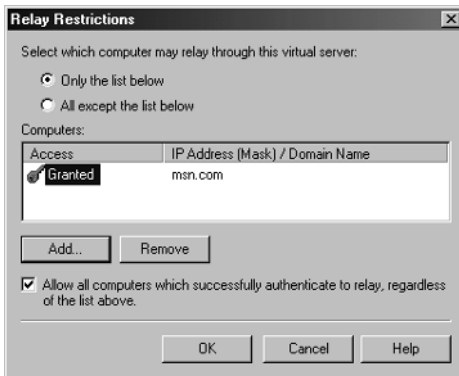 Relay Restrictions
Select which computer may relay through this virtual server:
Only the list below
All except the list below
Computers:
Access IP Address (Mask) / Domain Name
Granted msn.com
Add... Remove
Allow all computers which successfully authenticate to relay, regardless
of the list above.
OK Cancel Help